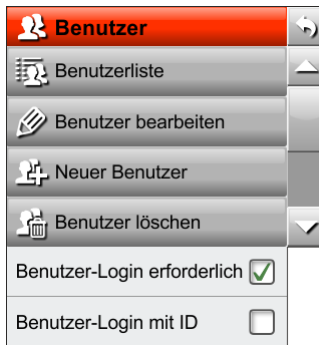 Benutzer
Benutzerliste
Benutzer bearbeiten
Neuer Benutzer
Benutzer löschen
Benutzer-Login erforderlich
Benutzer-Login mit ID